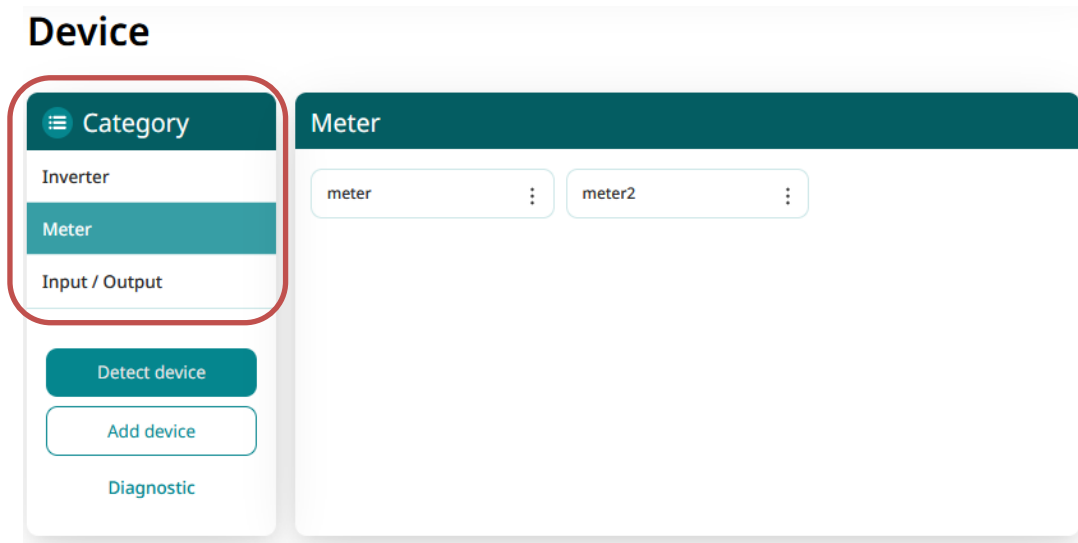 Device
Category
Inverter
Meter
Input / Output
Detect device
Add device
Diagnostic
Meter
meter
meter2